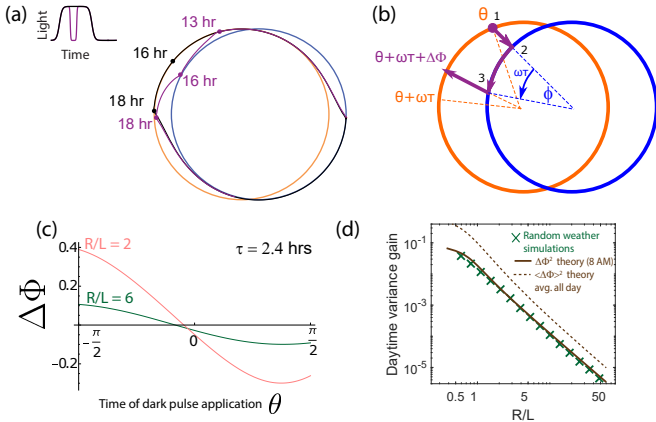 (a)
Light
Time
13 hr
16 hr
16 hr
18 hr
18 hr
(b)
θ
1
2
θ+ωτ+ΔΦ
3
ωτ
ϕ
θ+ωτ
(c)
R/L = 2
τ = 2.4 hrs
R/L = 6
0.4
0.2
-0.2
ΔΦ
-π/2
0
π/2
Time of dark pulse application θ
(d)
Daytime variance gain
10^-1
10^-3
10^-5
Random weather
simulations
ΔΦ² theory (8 AM)
<ΔΦ>² theory
avg. all day
0.5 1 5 50
R/L